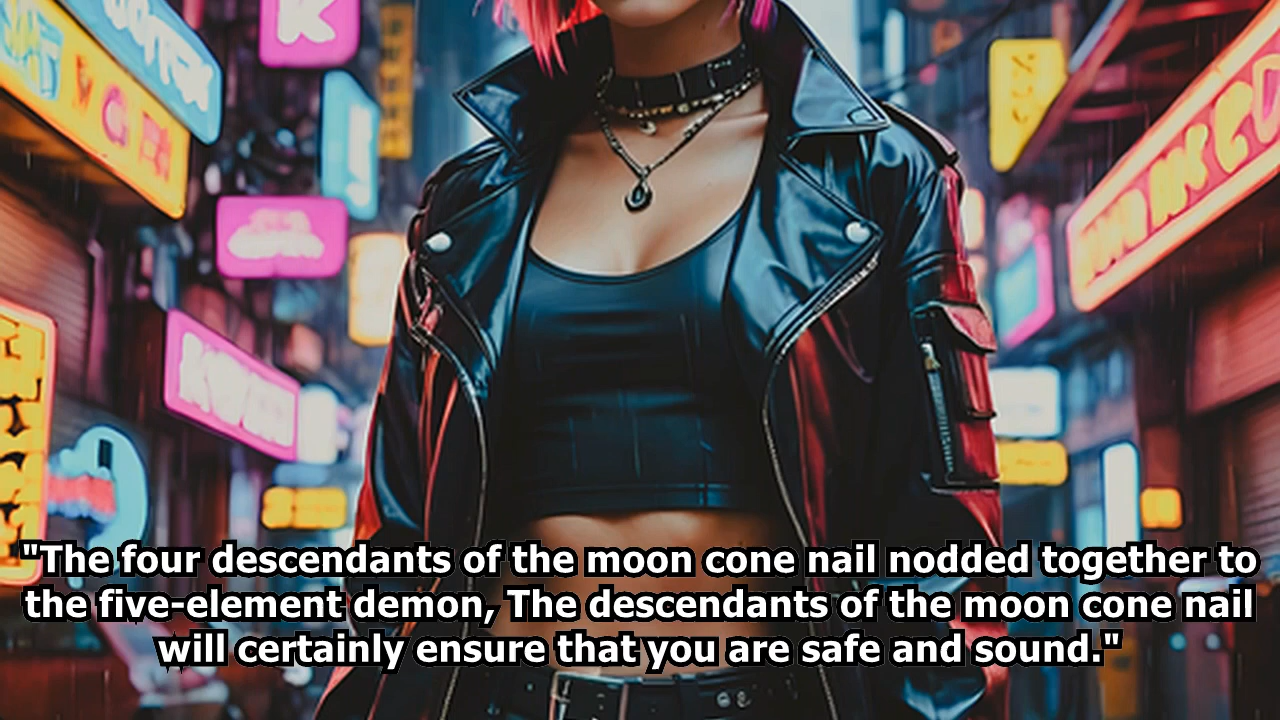 K
"The four descendants of the moon cone nail nodded together to
the five-element demon, The descendants of the moon cone nail
will certainly ensure that you are safe and sound."